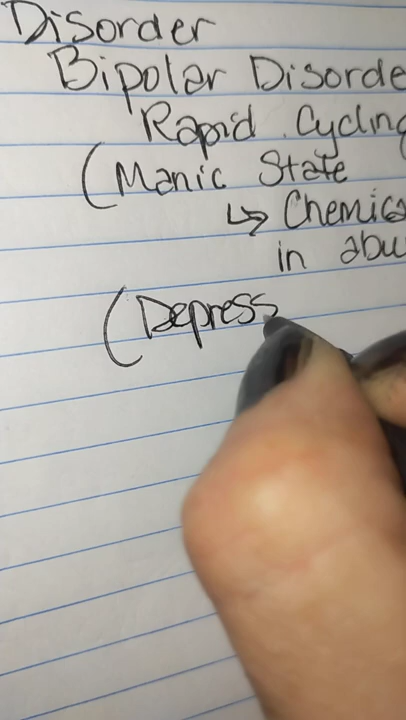 Disorder
Bipolar Disorde
Rapid Cycling
(Manic State
↳ Chemica
in abu
(Depress